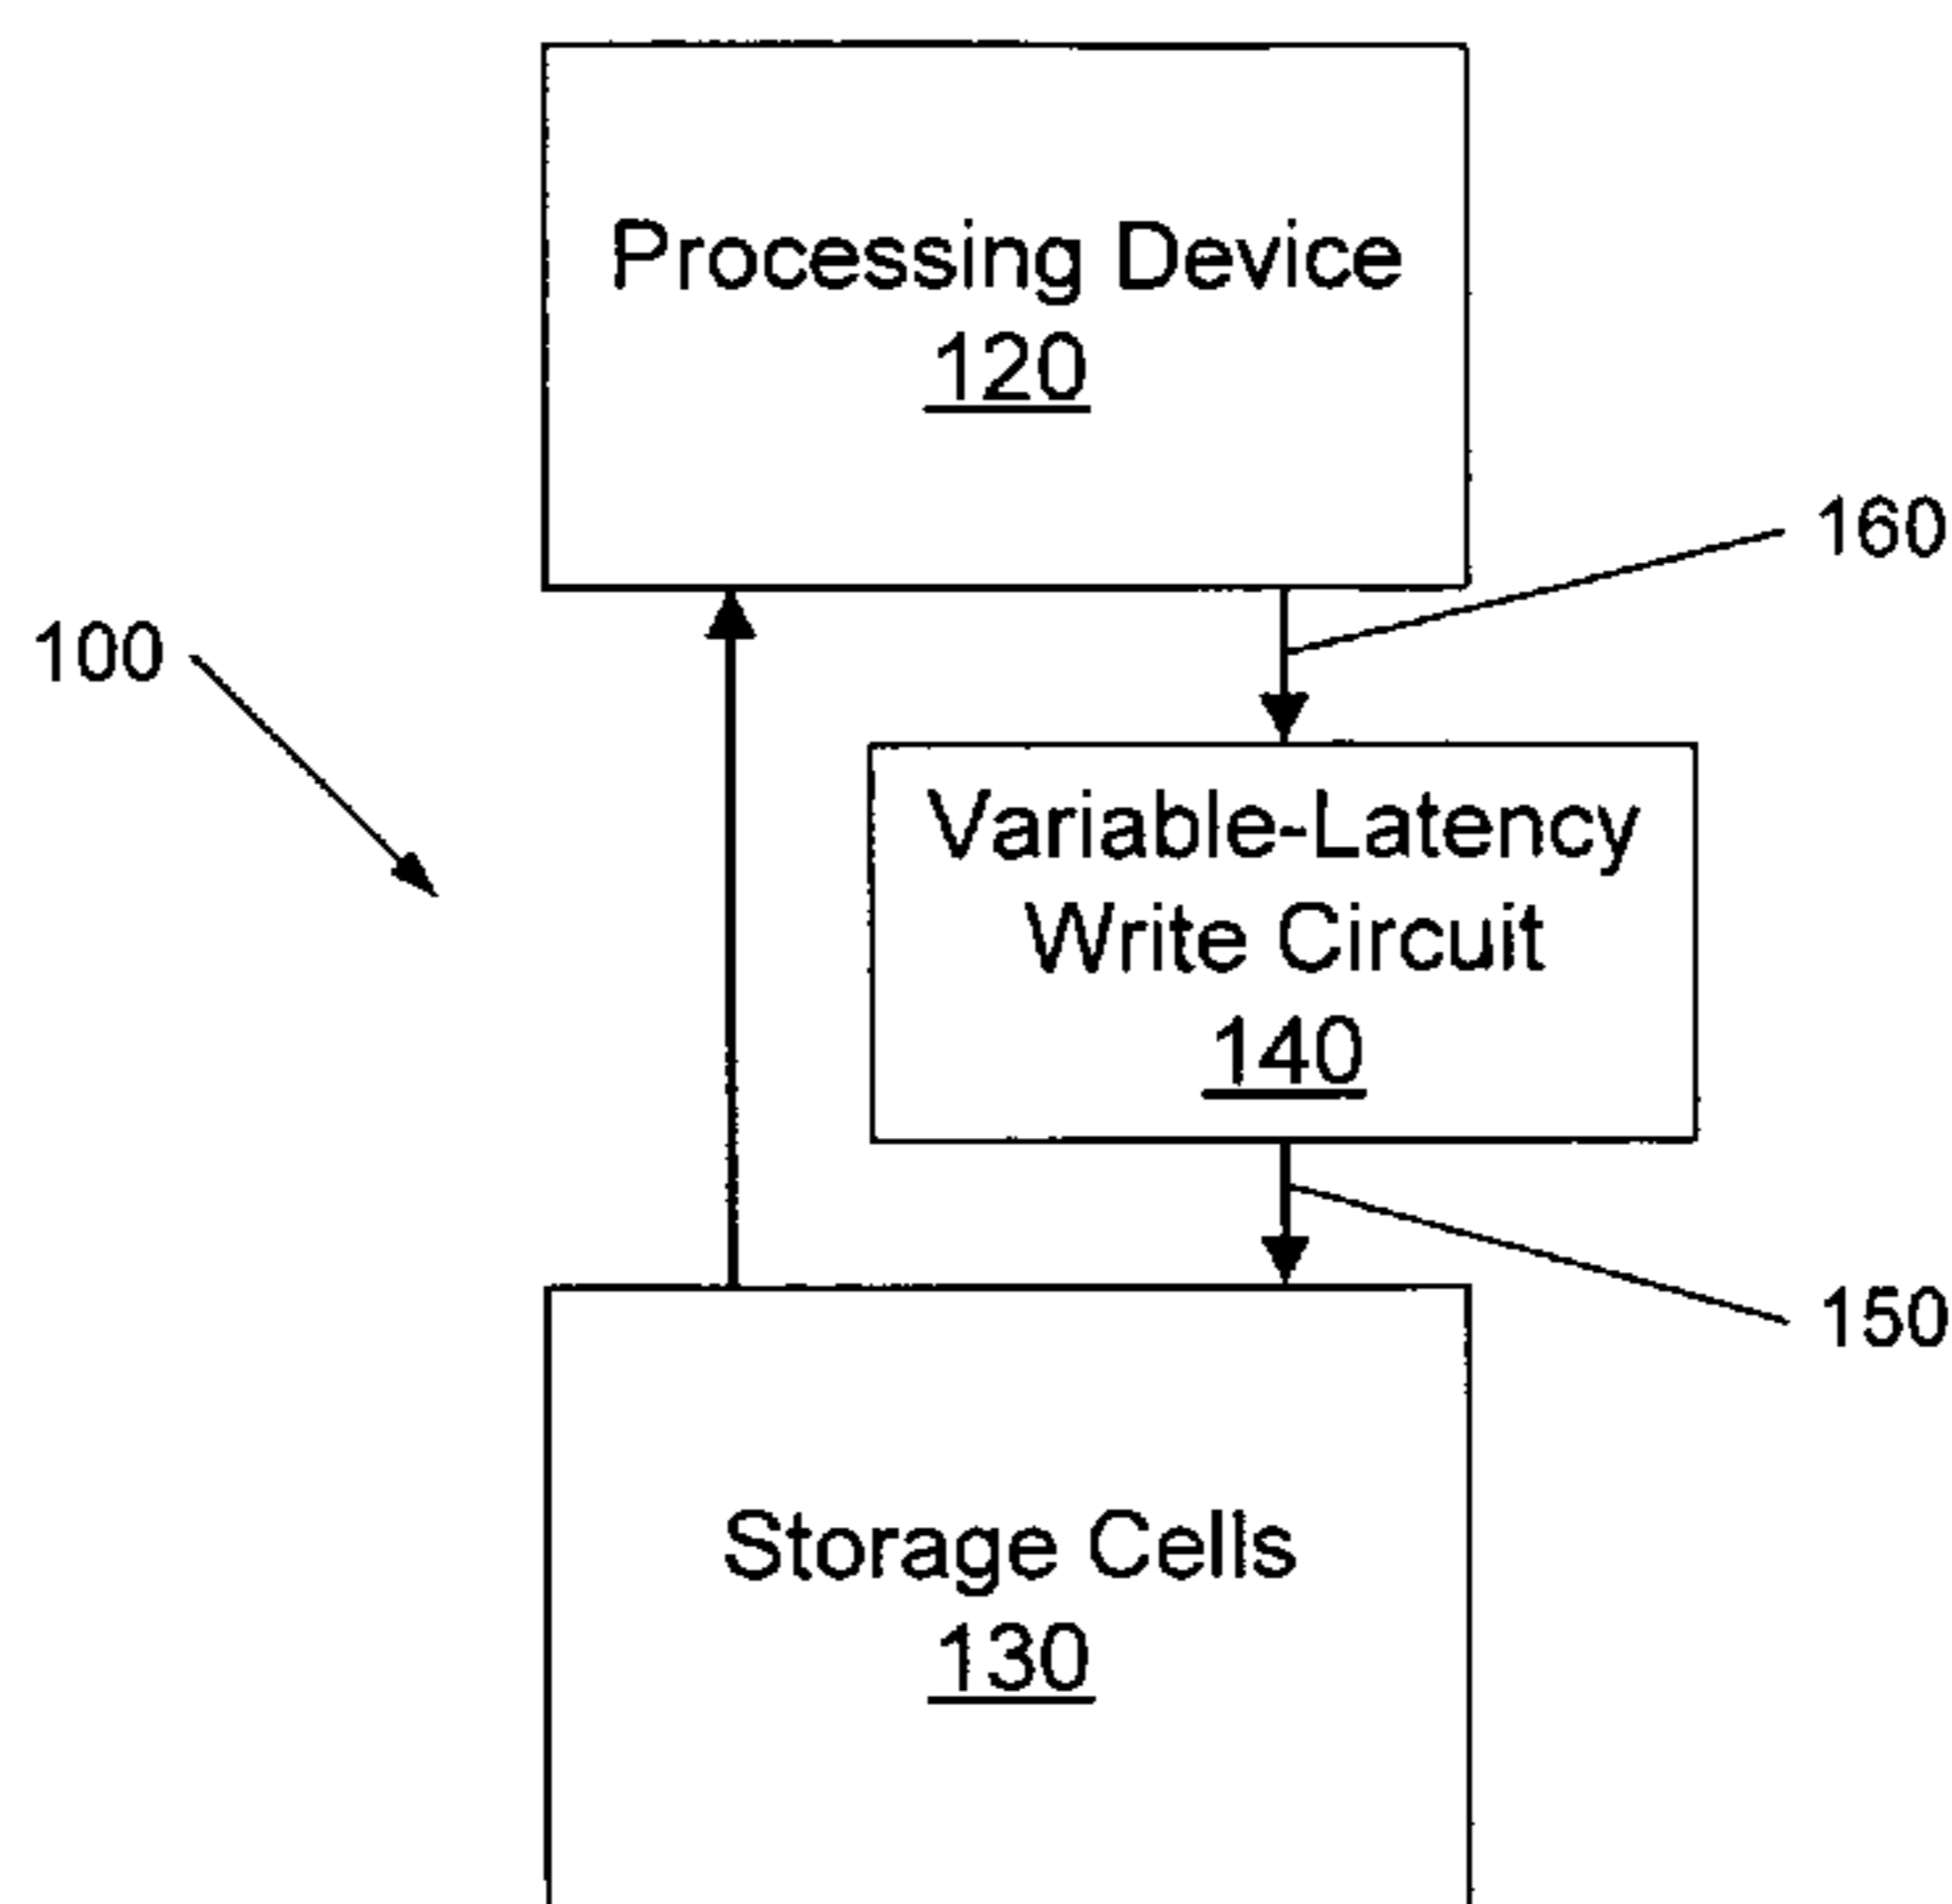 Processing Device
120
160
100
Variable-Latency
Write Circuit
140
150
Storage Cells
130